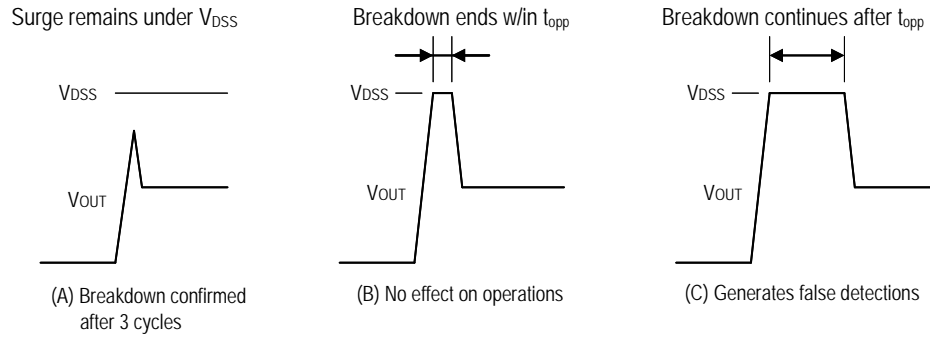 Surge remains under VDSS
Breakdown ends w/in topp
Breakdown continues after topp
VDSS
VOUT
VDSS
VOUT
VDSS
VOUT
(A) Breakdown confirmed
after 3 cycles
(B) No effect on operations
(C) Generates false detections